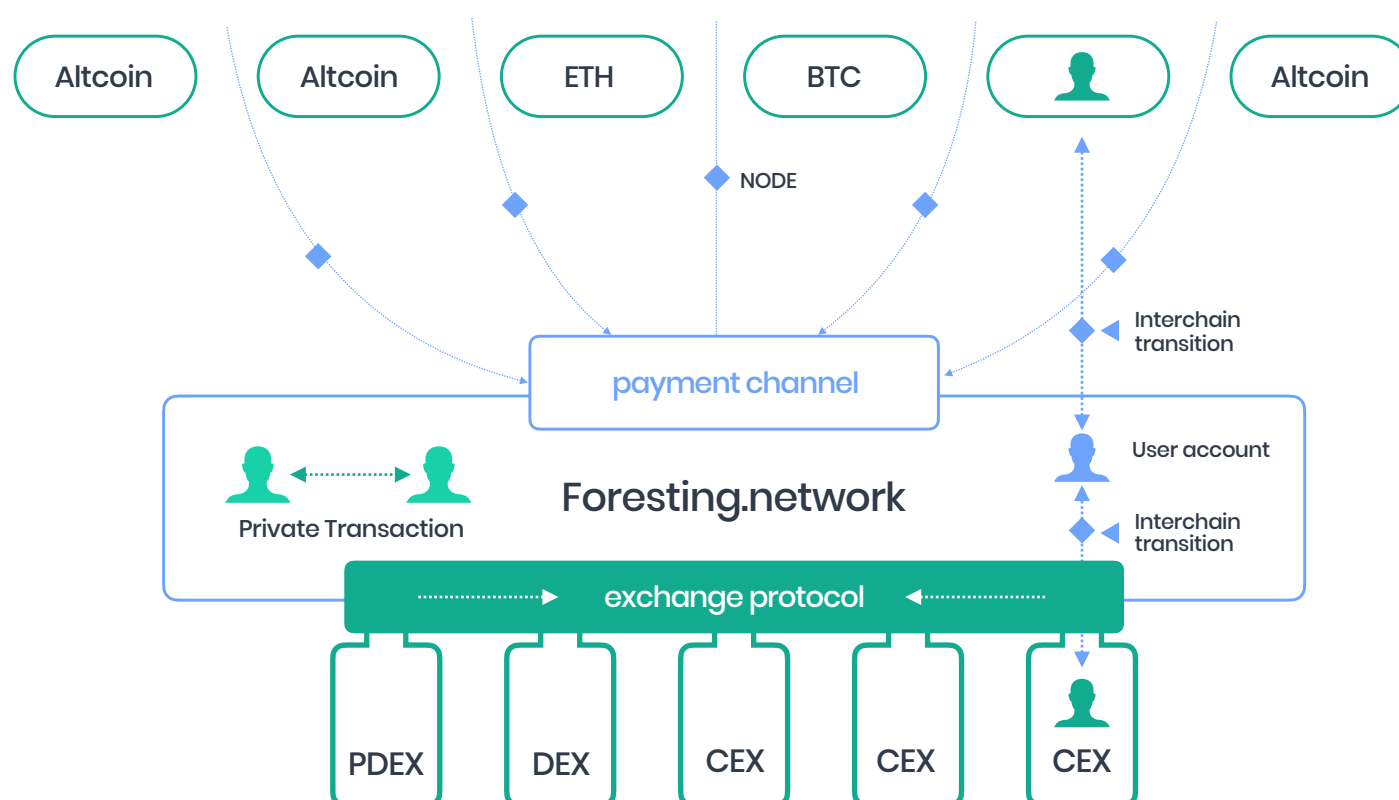 Altcoin
Altcoin
ETH
BTC
Altcoin
NODE
Interchain
transition
payment channel
User account
Foresting.network
Private Transaction
Interchain
transition
exchange protocol
PDEX
DEX
CEX
CEX
CEX